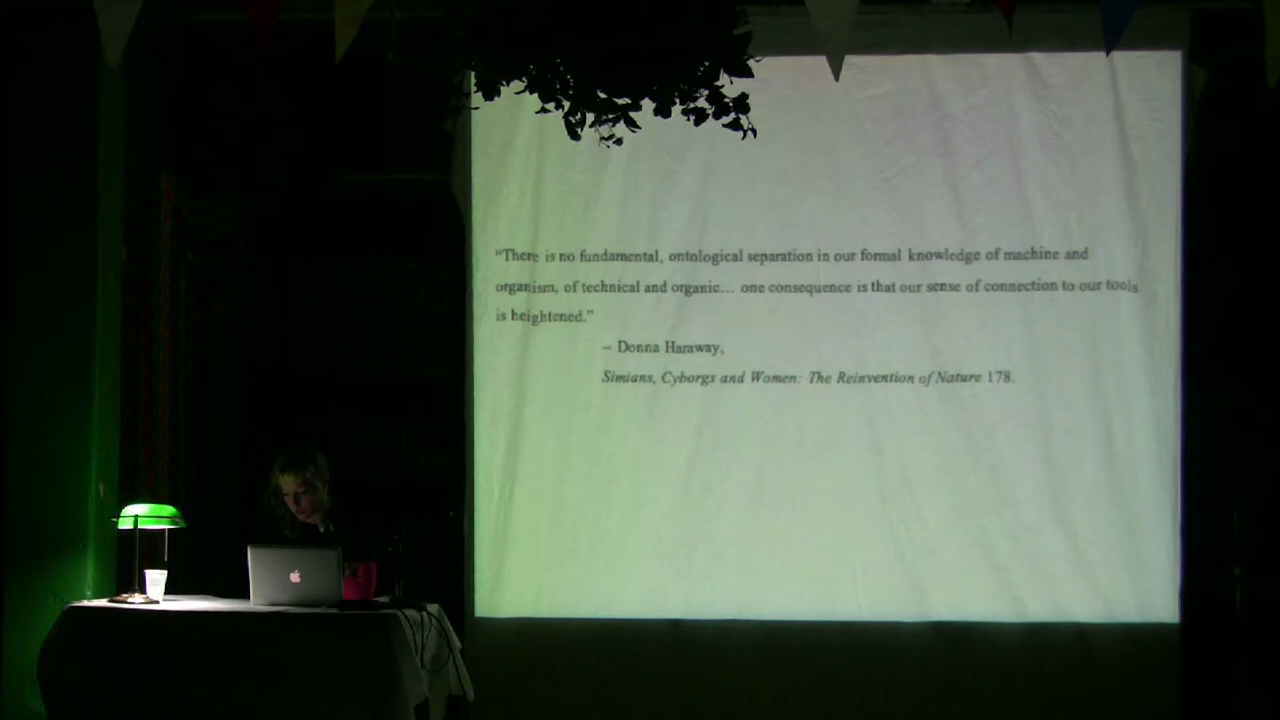 “There is no fundamental, ontological separation in our formal knowledge of machine and
organism, of technical and organic... one consequence is that our sense of connection to our tools
is heightened.”
– Donna Haraway,
Simians, Cyborgs and Women: The Reinvention of Nature 178.